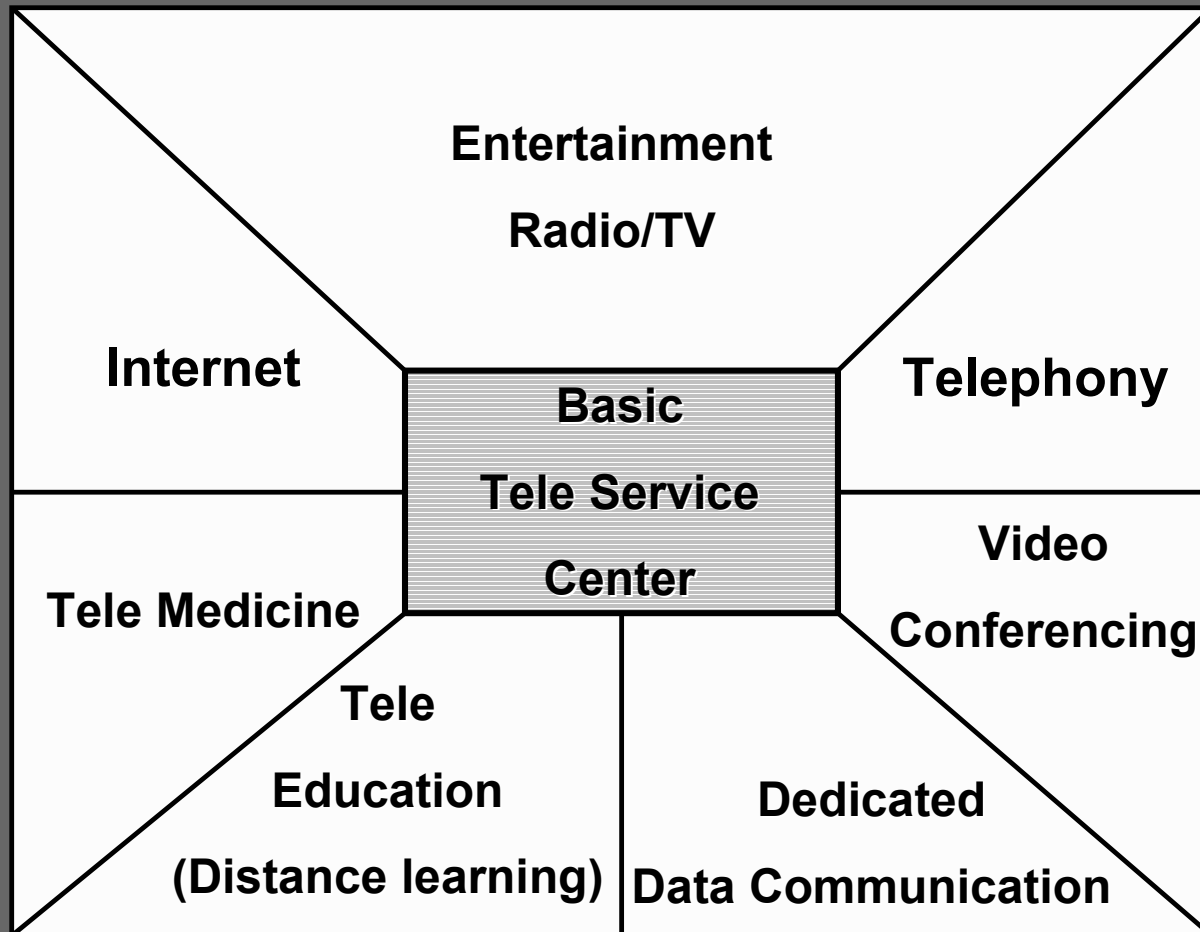 Entertainment
Radio/TV
Internet
Telephony
Basic
Tele Service
Center
Tele Medicine
Video
Conferencing
Tele
Education
(Distance learning)
Dedicated
Data Communication